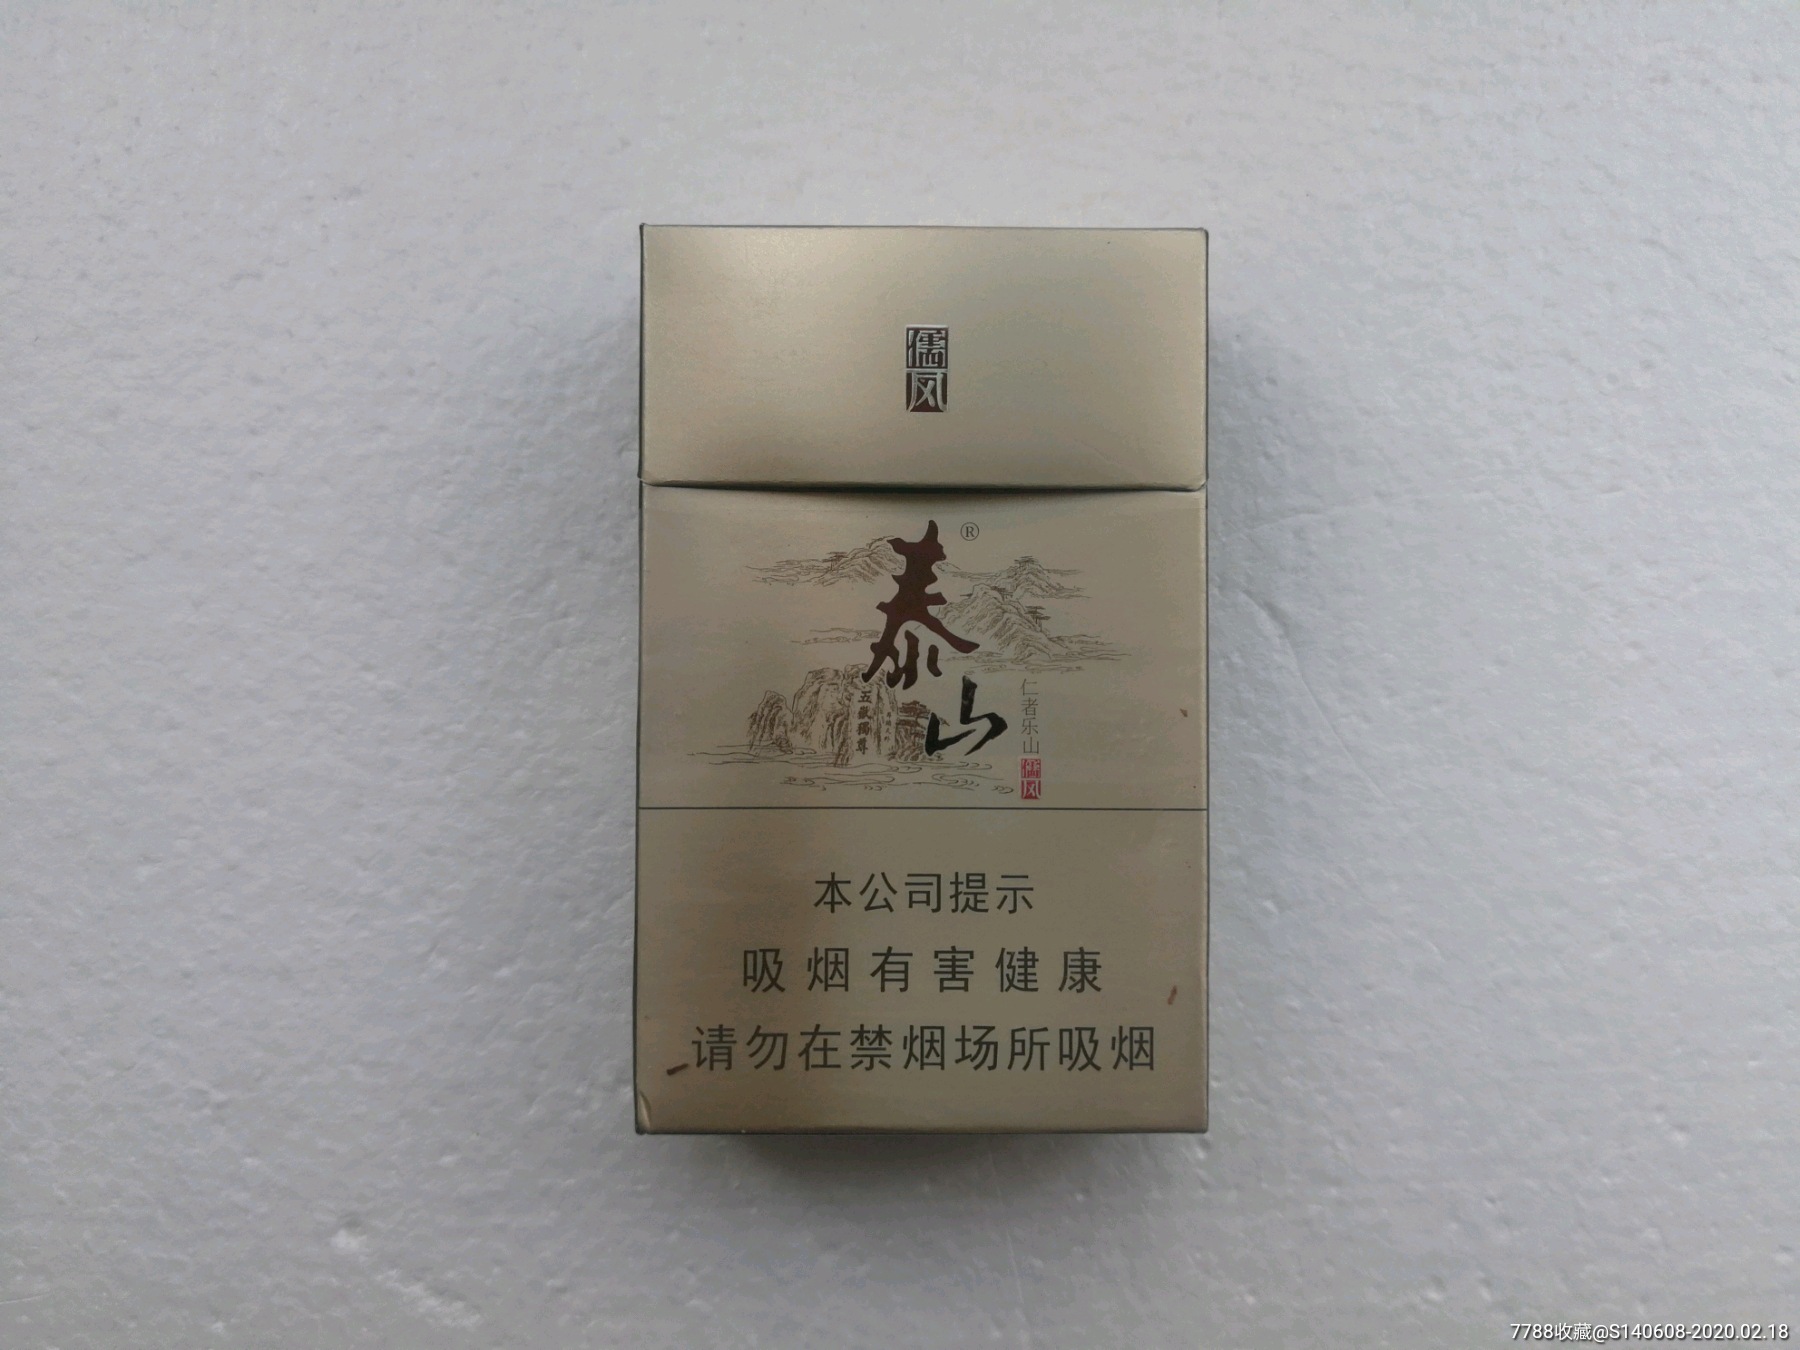 儒风
泰山®
仁者乐山
儒风
五嶽獨尊
本公司提示
吸烟有害健康
请勿在禁烟场所吸烟
7788收藏@S140608-2020.02.18